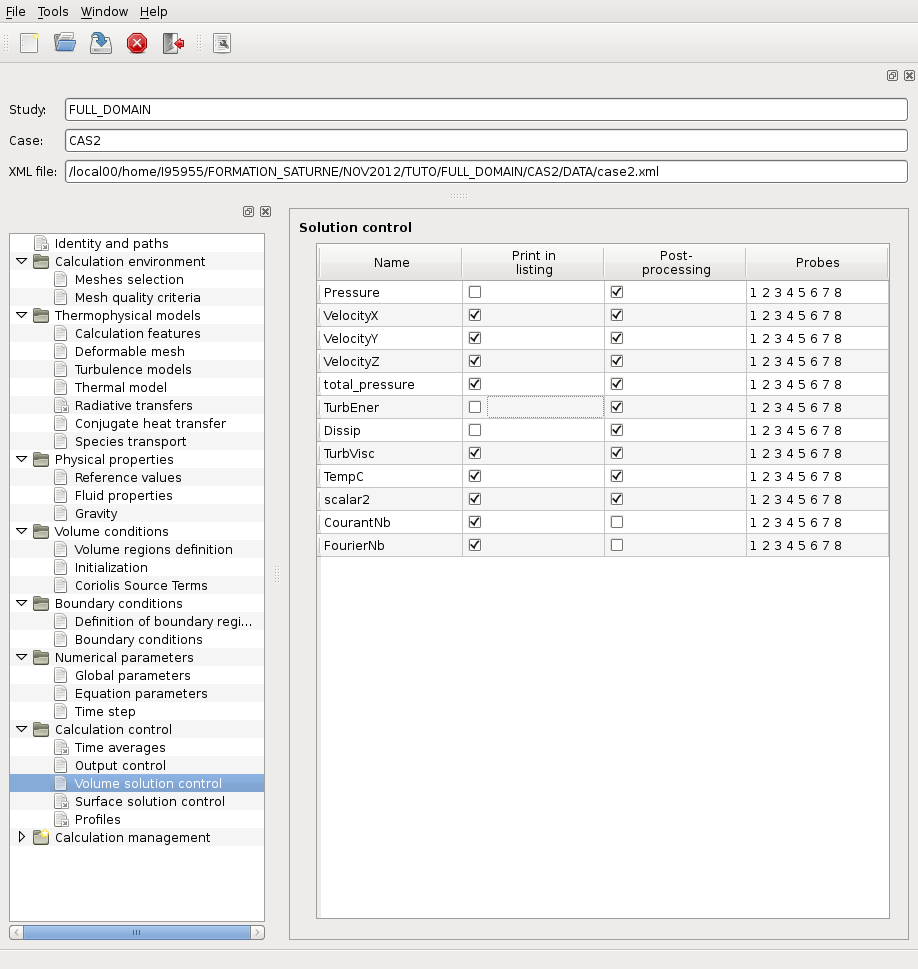 File Tools Window Help
Study: FULL_DOMAIN
Case: CAS2
XML file: /local00/home/I95955/FORMATION_SATURNE/NOV2012/TUTO/FULL_DOMAIN/CAS2/DATA/case2.xml
Identity and paths
Calculation environment
Meshes selection
Mesh quality criteria
Thermophysical models
Calculation features
Deformable mesh
Turbulence models
Thermal model
Radiative transfers
Conjugate heat transfer
Species transport
Physical properties
Reference values
Fluid properties
Gravity
Volume conditions
Volume regions definition
Initialization
Coriolis Source Terms
Boundary conditions
Definition of boundary regi...
Boundary conditions
Numerical parameters
Global parameters
Equation parameters
Time step
Calculation control
Time averages
Output control
Volume solution control
Surface solution control
Profiles
Calculation management
Solution control
Name Print in listing Post-processing Probes
Pressure 1 2 3 4 5 6 7 8
VelocityX 1 2 3 4 5 6 7 8
VelocityY 1 2 3 4 5 6 7 8
VelocityZ 1 2 3 4 5 6 7 8
total_pressure 1 2 3 4 5 6 7 8
TurbEner 1 2 3 4 5 6 7 8
Dissip 1 2 3 4 5 6 7 8
TurbVisc 1 2 3 4 5 6 7 8
TempC 1 2 3 4 5 6 7 8
scalar2 1 2 3 4 5 6 7 8
CourantNb 1 2 3 4 5 6 7 8
FourierNb 1 2 3 4 5 6 7 8